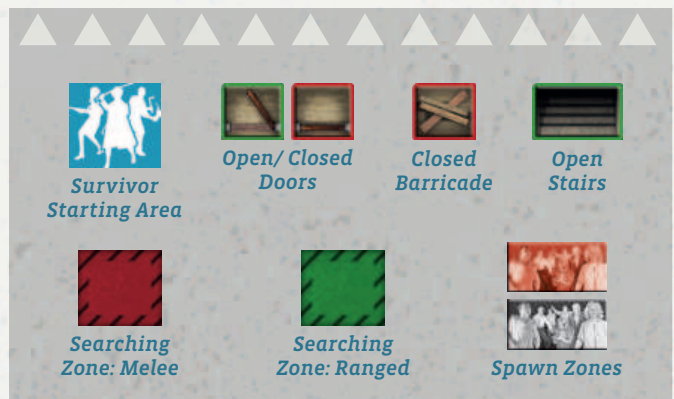 Survivor
Starting Area
Open/ Closed
Doors
Closed
Barricade
Open
Stairs
Searching
Zone: Melee
Searching
Zone: Ranged
Spawn Zones